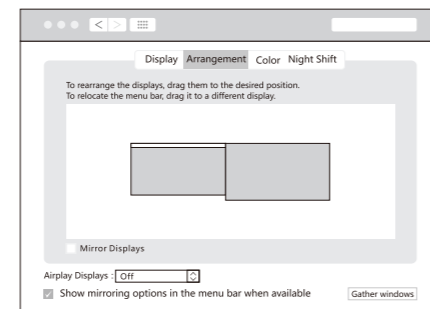 Display Arrangement Color Night Shift
To rearrange the displays, drag them to the desired position.
To relocate the menu bar, drag it to a different display.
Mirror Displays
Airplay Displays : Off
Show mirroring options in the menu bar when available
Gather windows